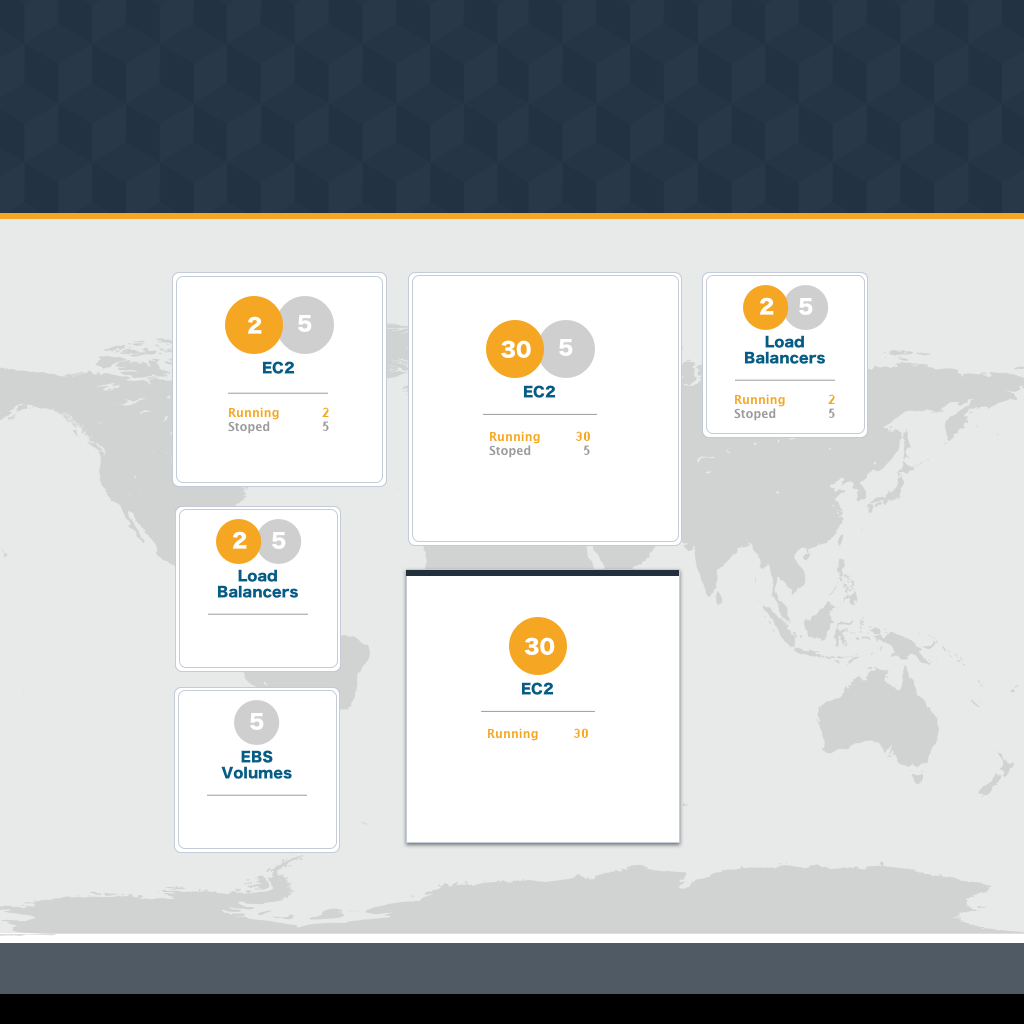 2 5
EC2
Running 2
Stoped 5
30 5
EC2
Running 30
Stoped 5
2 5
Load
Balancers
Running 2
Stoped 5
2 5
Load
Balancers
30
EC2
Running 30
5
EBS
Volumes